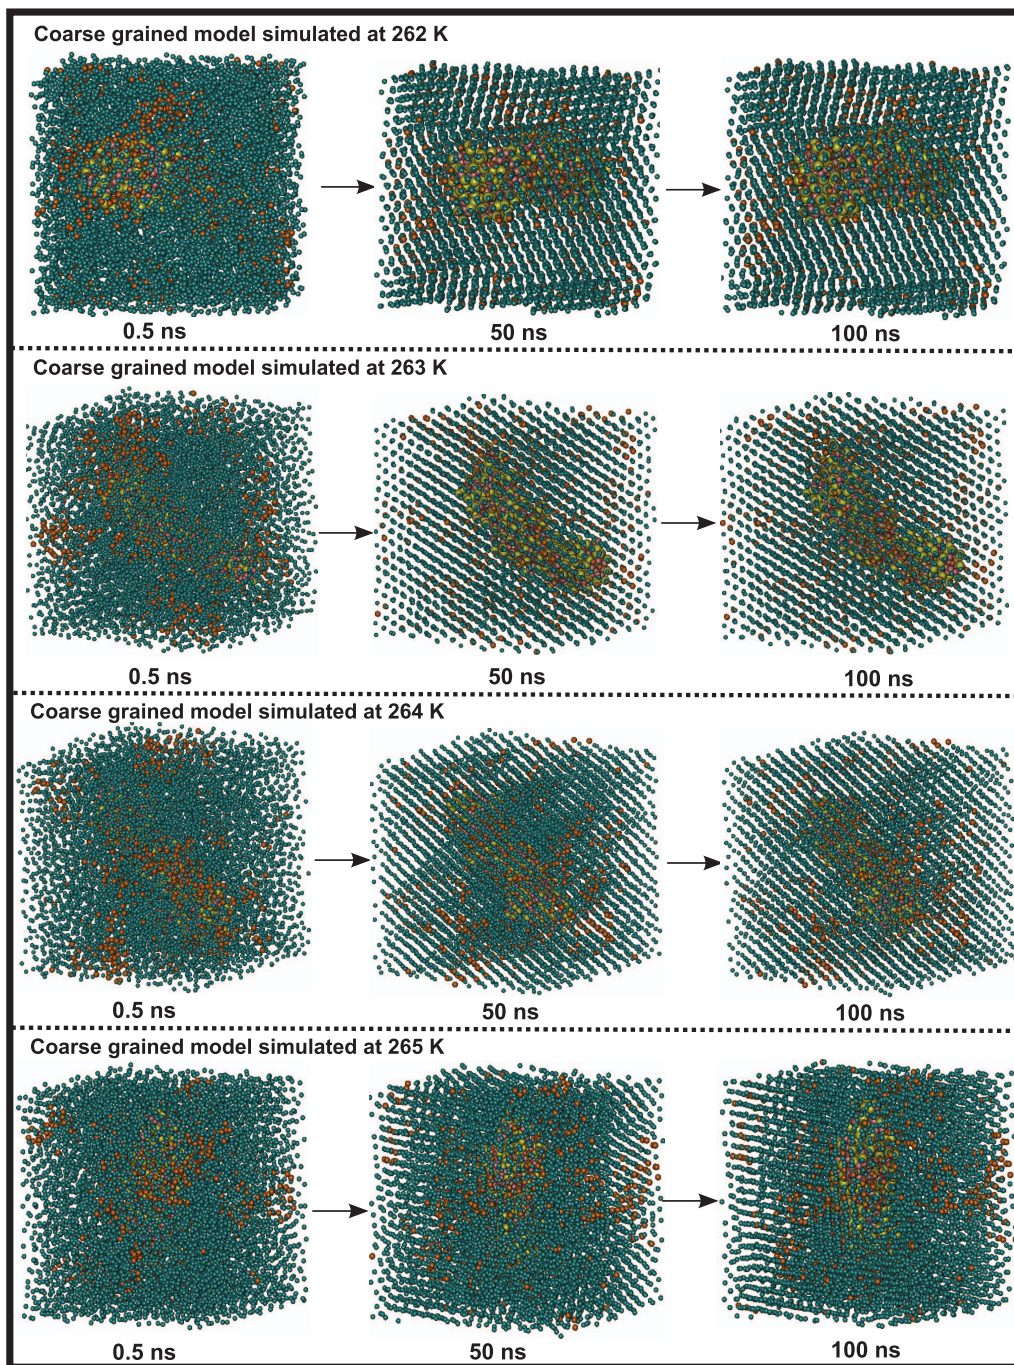 Coarse grained model simulated at 262 K
0.5 ns
50 ns
100 ns
Coarse grained model simulated at 263 K
0.5 ns
50 ns
100 ns
Coarse grained model simulated at 264 K
0.5 ns
50 ns
100 ns
Coarse grained model simulated at 265 K
0.5 ns
50 ns
100 ns